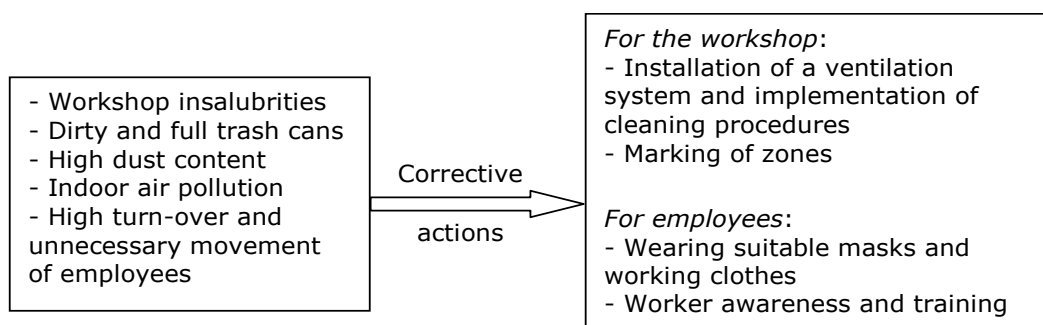 - Workshop insalubrities
- Dirty and full trash cans
- High dust content
- Indoor air pollution
- High turn-over and
unnecessary movement
of employees
Corrective
actions
For the workshop:
- Installation of a ventilation
system and implementation of
cleaning procedures
- Marking of zones
For employees:
- Wearing suitable masks and
working clothes
- Worker awareness and training